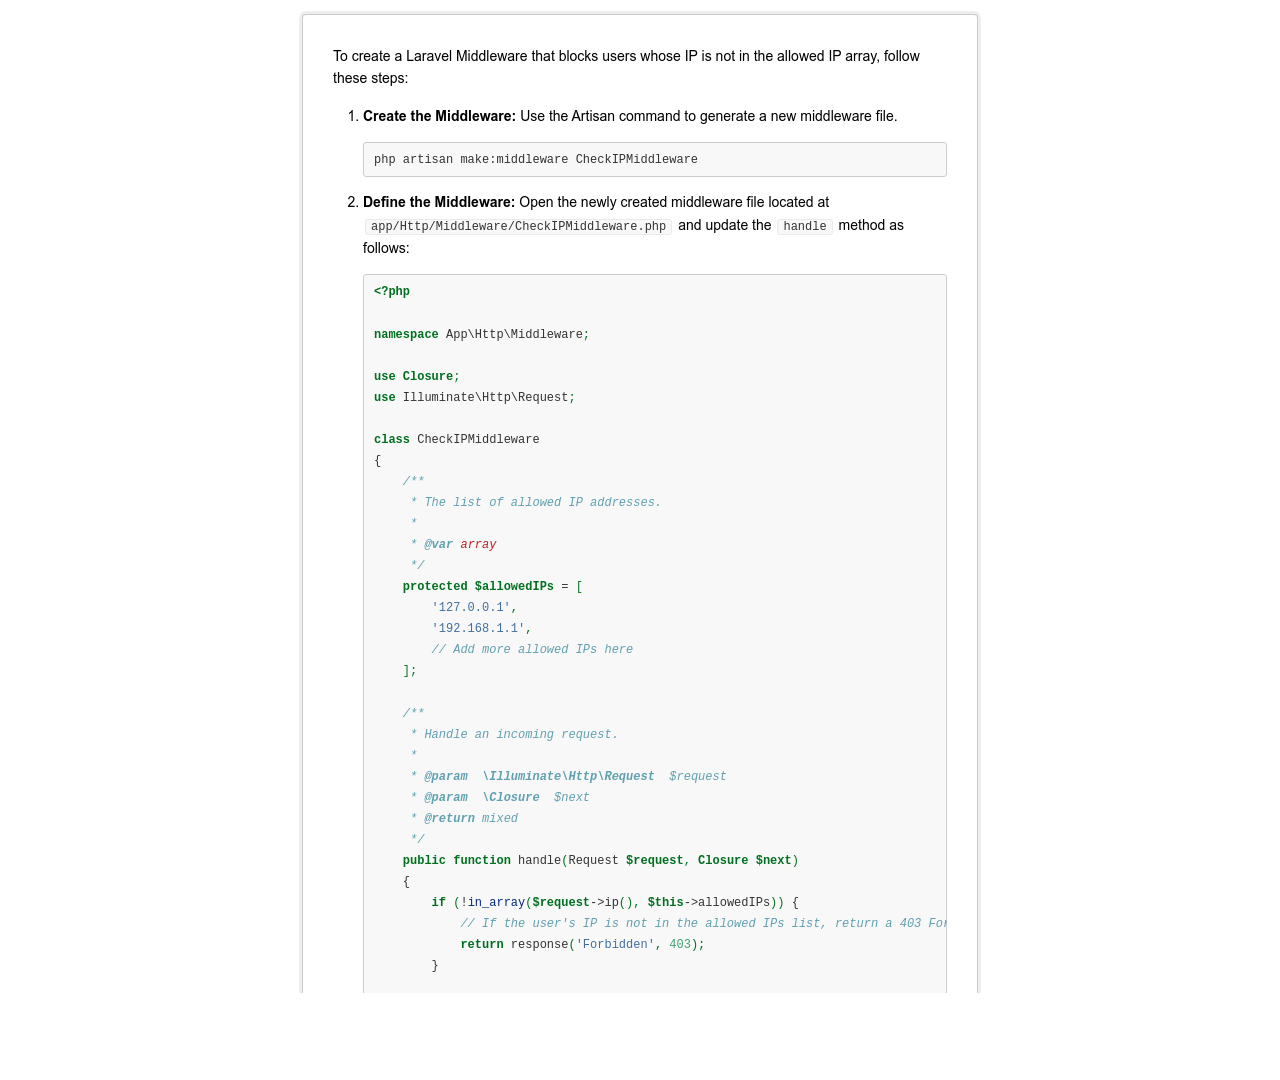 To create a Laravel Middleware that blocks users whose IP is not in the allowed IP array, follow
these steps:
1. Create the Middleware: Use the Artisan command to generate a new middleware file.
php artisan make:middleware CheckIPMiddleware
2. Define the Middleware: Open the newly created middleware file located at
app/Http/Middleware/CheckIPMiddleware.php and update the handle method as
follows:
<?php
namespace App\Http\Middleware;
use Closure;
use Illuminate\Http\Request;
class CheckIPMiddleware
{
    /**
     * The list of allowed IP addresses.
     *
     * @var array
     */
    protected $allowedIPs = [
        '127.0.0.1',
        '192.168.1.1',
        // Add more allowed IPs here
    ];
    /**
     * Handle an incoming request.
     *
     * @param  \Illuminate\Http\Request  $request
     * @param  \Closure  $next
     * @return mixed
     */
    public function handle(Request $request, Closure $next)
    {
        if (!in_array($request->ip(), $this->allowedIPs)) {
            // If the user's IP is not in the allowed IPs list, return a 403
            return response('Forbidden', 403);
        }